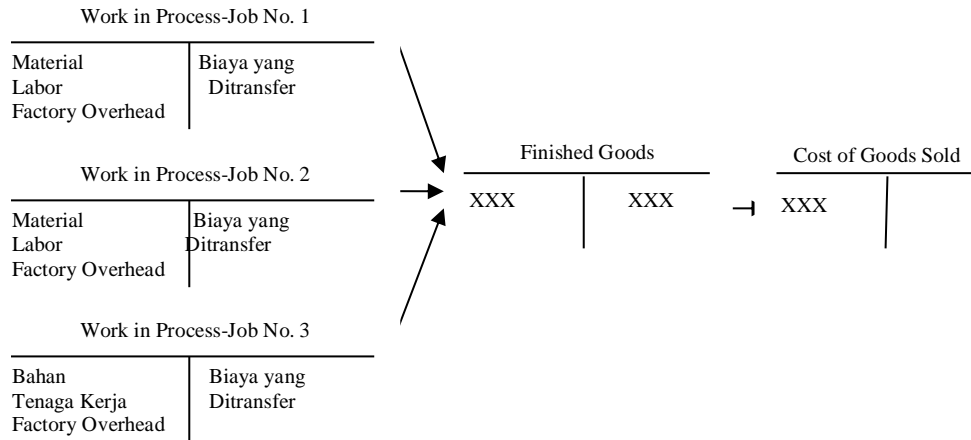 Work in Process-Job No. 1
Material
Labor
Factory Overhead
Biaya yang
Ditransfer
Work in Process-Job No. 2
Material
Labor
Factory Overhead
Biaya yang
Ditransfer
Work in Process-Job No. 3
Bahan
Tenaga Kerja
Factory Overhead
Biaya yang
Ditransfer
Finished Goods
XXX
XXX
Cost of Goods Sold
XXX